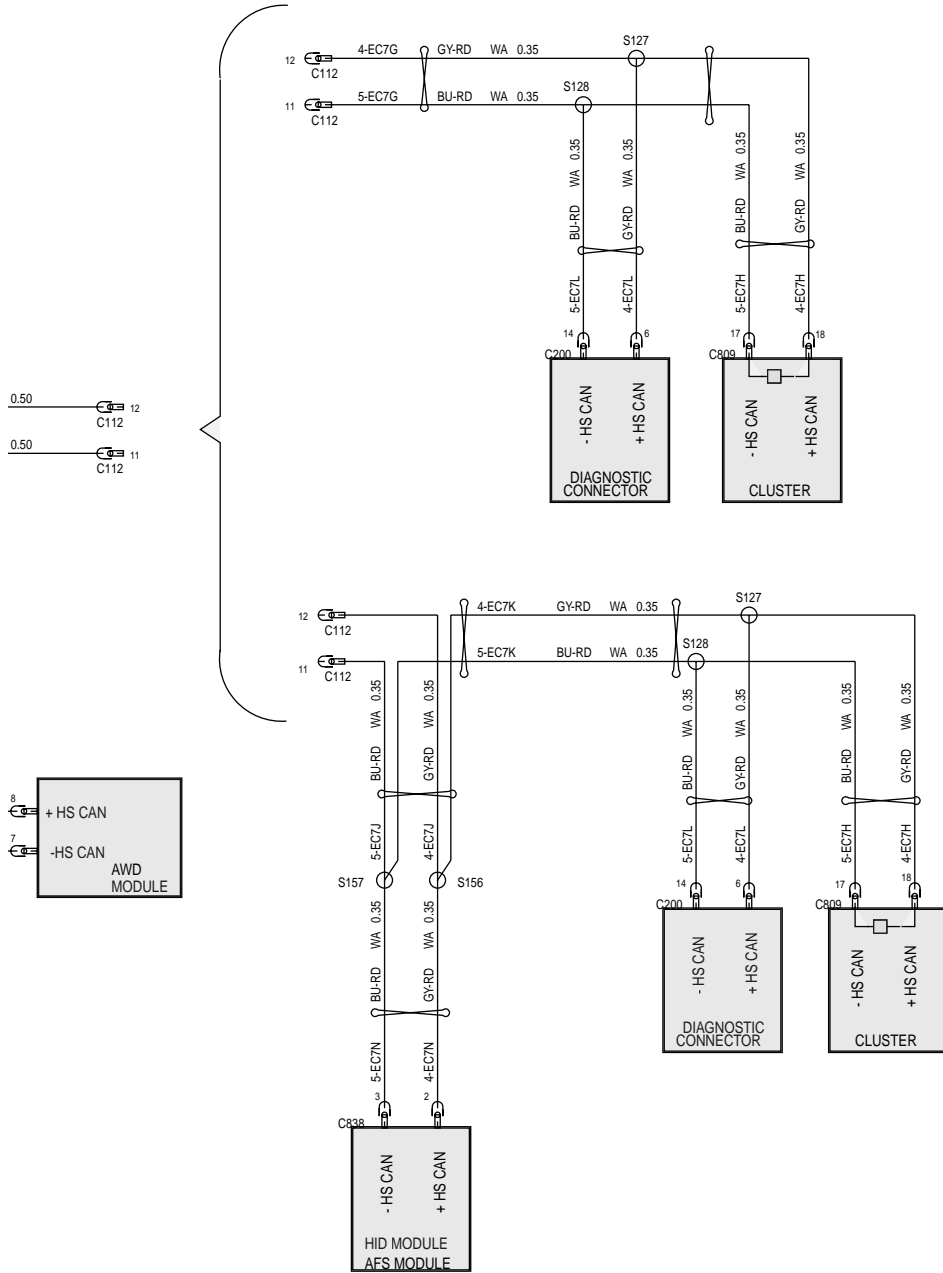 12 C112 4-EC7G GY-RD WA 0.35 S127
11 C112 5-EC7G BU-RD WA 0.35 S128
WA 0.35
WA 0.35
WA 0.35
WA 0.35
BU-RD
GY-RD
BU-RD
GY-RD
5-EC7L
4-EC7L
5-EC7H
4-EC7H
14
6
17
18
C200
C809
- HS CAN
+ HS CAN
- HS CAN
+ HS CAN
DIAGNOSTIC
CONNECTOR
CLUSTER
0.50
12
C112
0.50
11
C112
12
C112
4-EC7K GY-RD WA 0.35
S127
11
C112
5-EC7K BU-RD WA 0.35
S128
WA 0.35
WA 0.35
BU-RD
GY-RD
5-EC7J
4-EC7J
WA 0.35
WA 0.35
WA 0.35
WA 0.35
BU-RD
GY-RD
BU-RD
GY-RD
5-EC7L
4-EC7L
5-EC7H
4-EC7H
8
+ HS CAN
7
-HS CAN
AWD
MODULE
S157
S156
14
6
17
18
C200
C809
WA 0.35
WA 0.35
BU-RD
GY-RD
5-EC7N
4-EC7N
- HS CAN
+ HS CAN
- HS CAN
+ HS CAN
DIAGNOSTIC
CONNECTOR
CLUSTER
3
2
C838
- HS CAN
+ HS CAN
HID MODULE
AFS MODULE